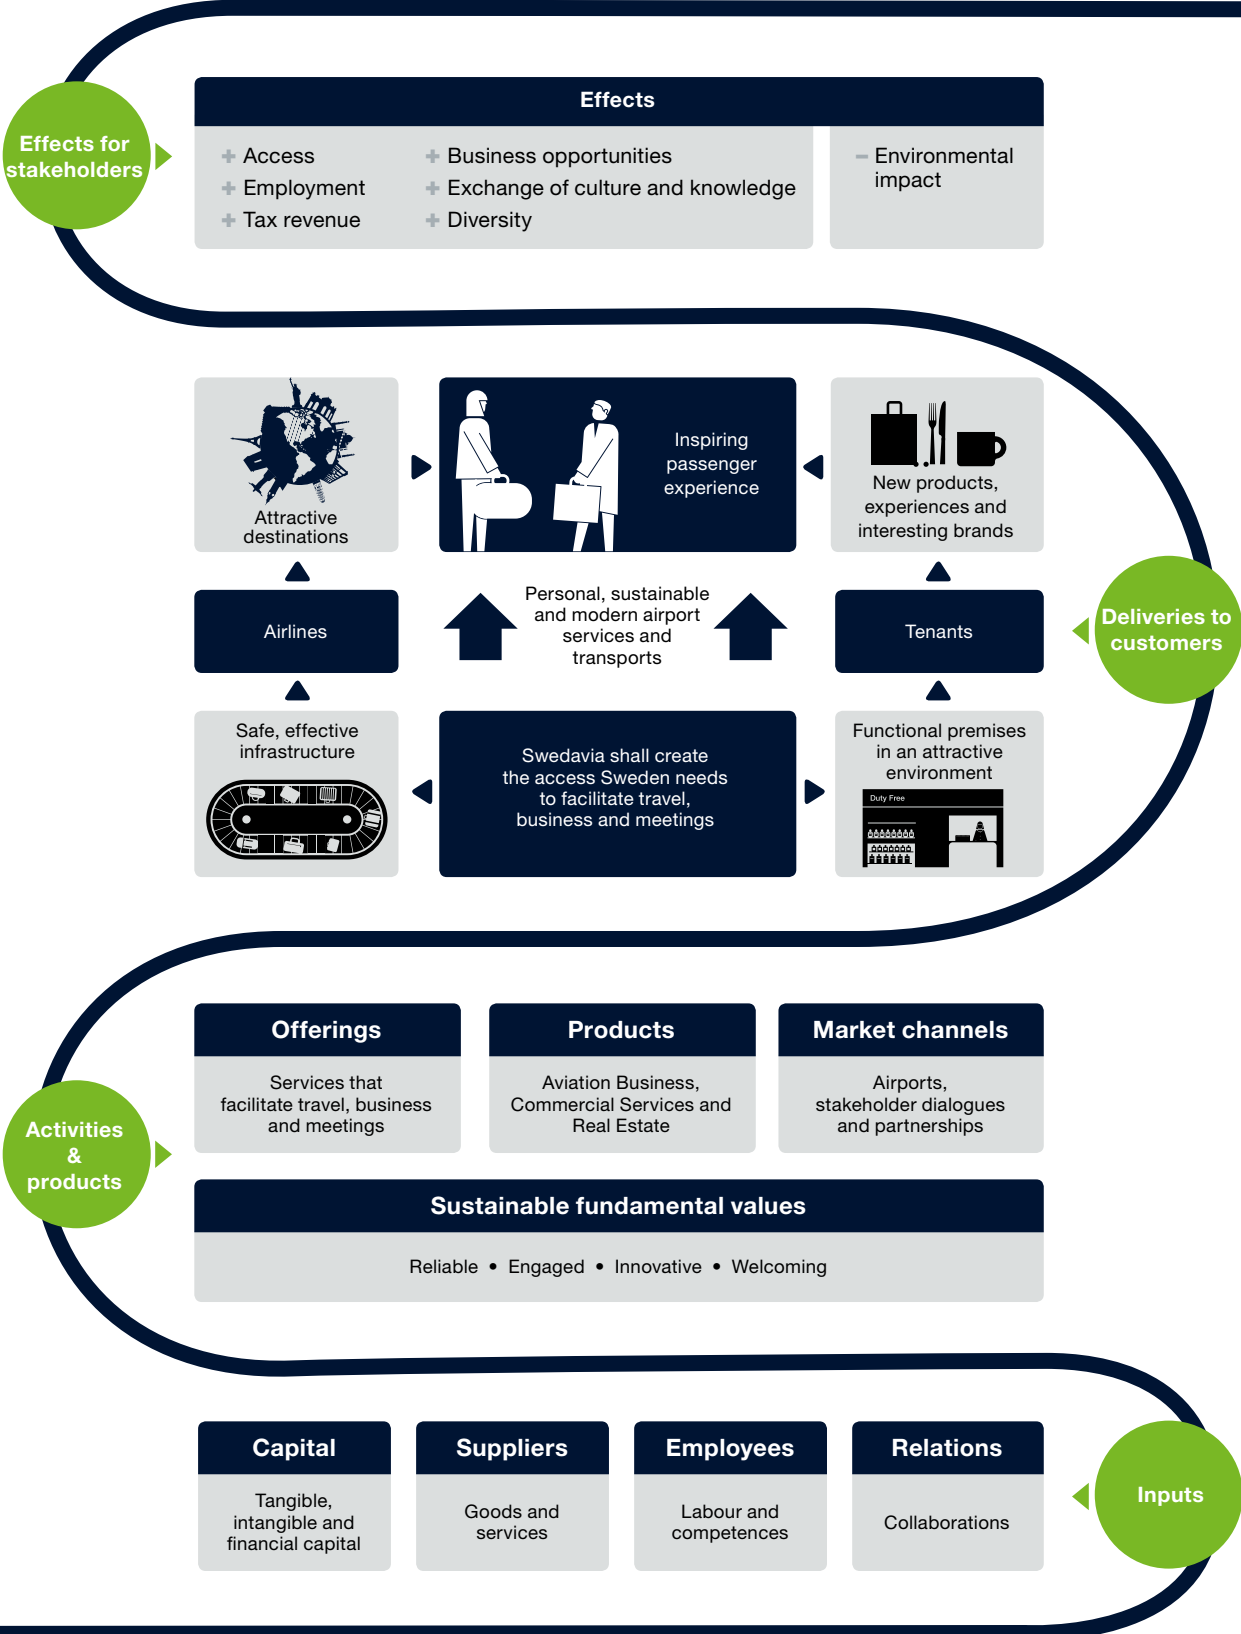 Effects for
stakeholders
Effects
+ Access
+ Employment
+ Tax revenue
+ Business opportunities
+ Exchange of culture and knowledge
+ Diversity
– Environmental
impact
Attractive
destinations
Inspiring
passenger
experience
New products,
experiences and
interesting brands
Airlines
Personal, sustainable
and modern airport
services and
transports
Tenants
Deliveries to
customers
Safe, effective
infrastructure
Swedavia shall create
the access Sweden needs
to facilitate travel,
business and meetings
Functional premises
in an attractive
environment
Duty Free
Activities
&
products
Offerings
Services that
facilitate travel, business
and meetings
Products
Aviation Business,
Commercial Services and
Real Estate
Market channels
Airports,
stakeholder dialogues
and partnerships
Sustainable fundamental values
Reliable • Engaged • Innovative • Welcoming
Capital
Tangible,
intangible and
financial capital
Suppliers
Goods and
services
Employees
Labour and
competences
Relations
Collaborations
Inputs